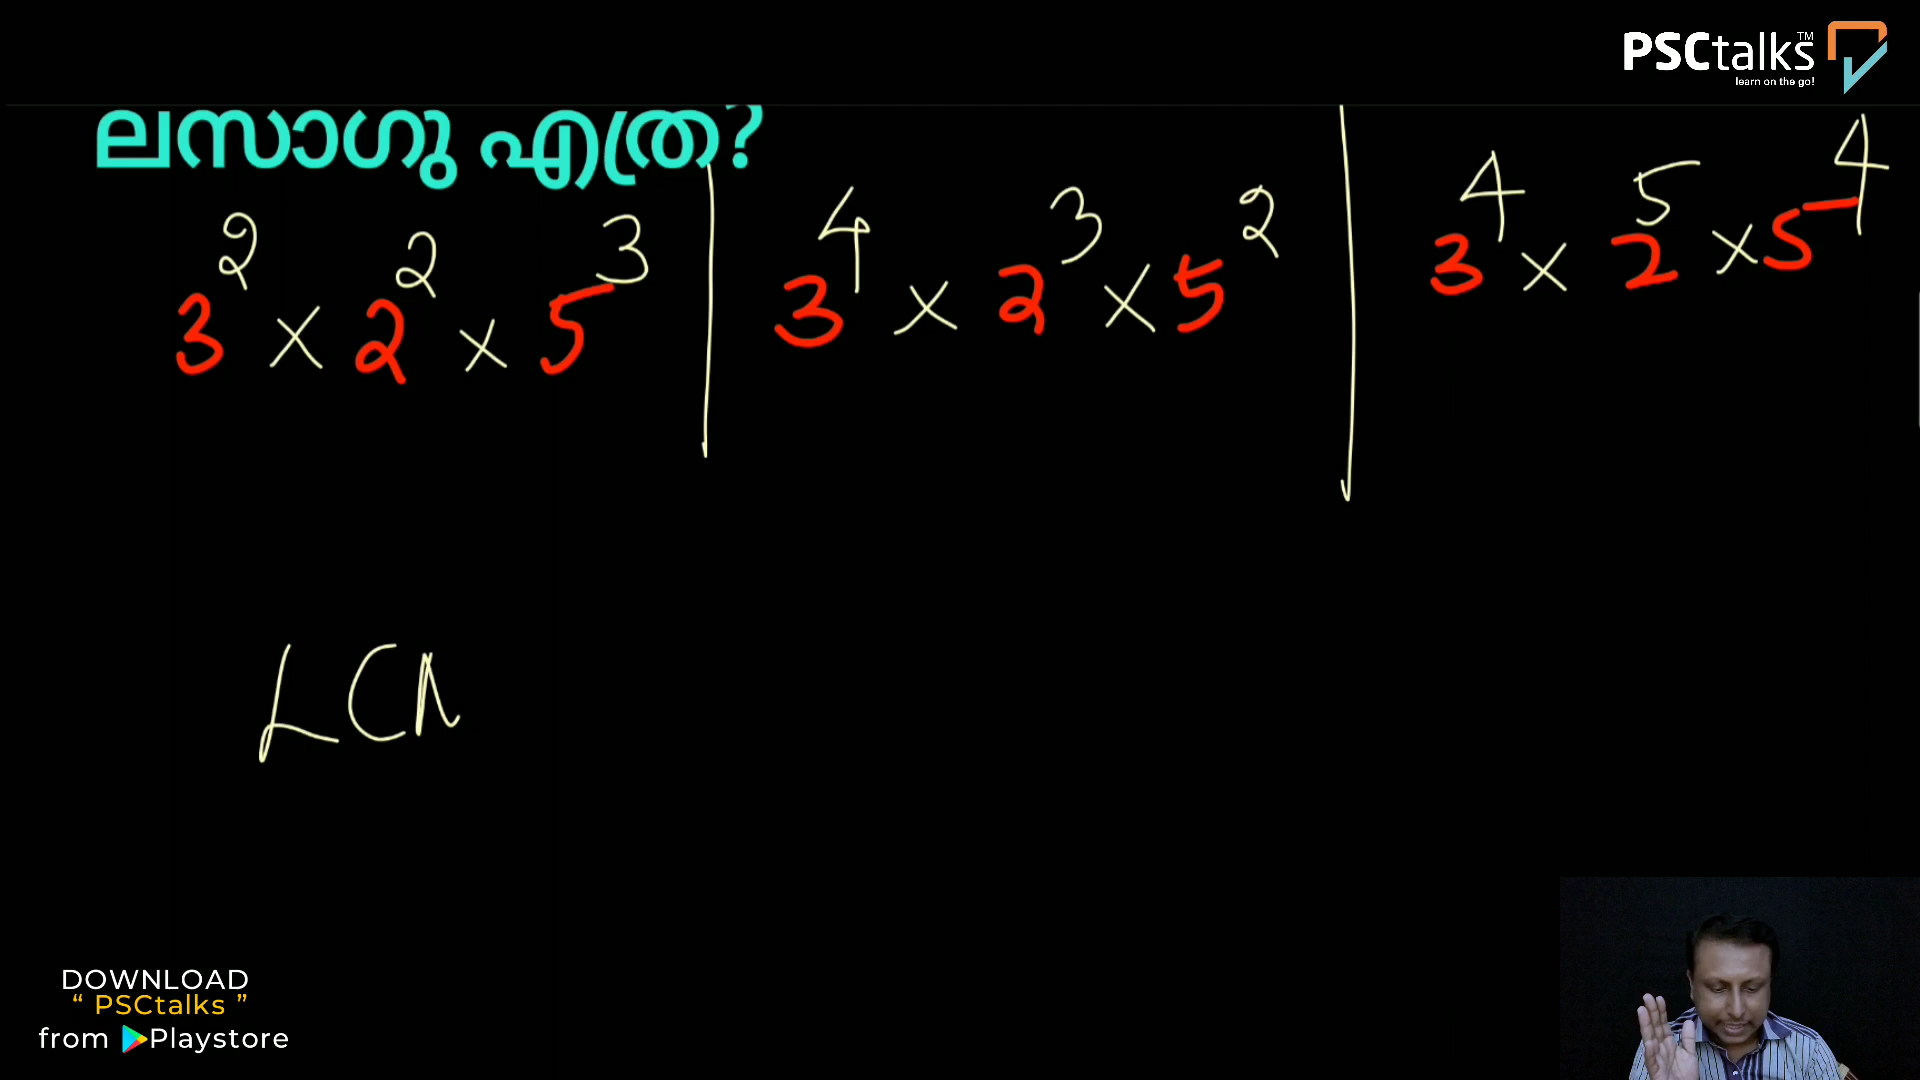 PSCtalks™
learn on the go!
ലസാഗു എത്ര?
3² × 2² × 5³ | 3⁴ × 2³ × 5² | 3⁴ × 2⁵ × 5⁴
LCM
DOWNLOAD
“ PSCtalks ”
from Playstore